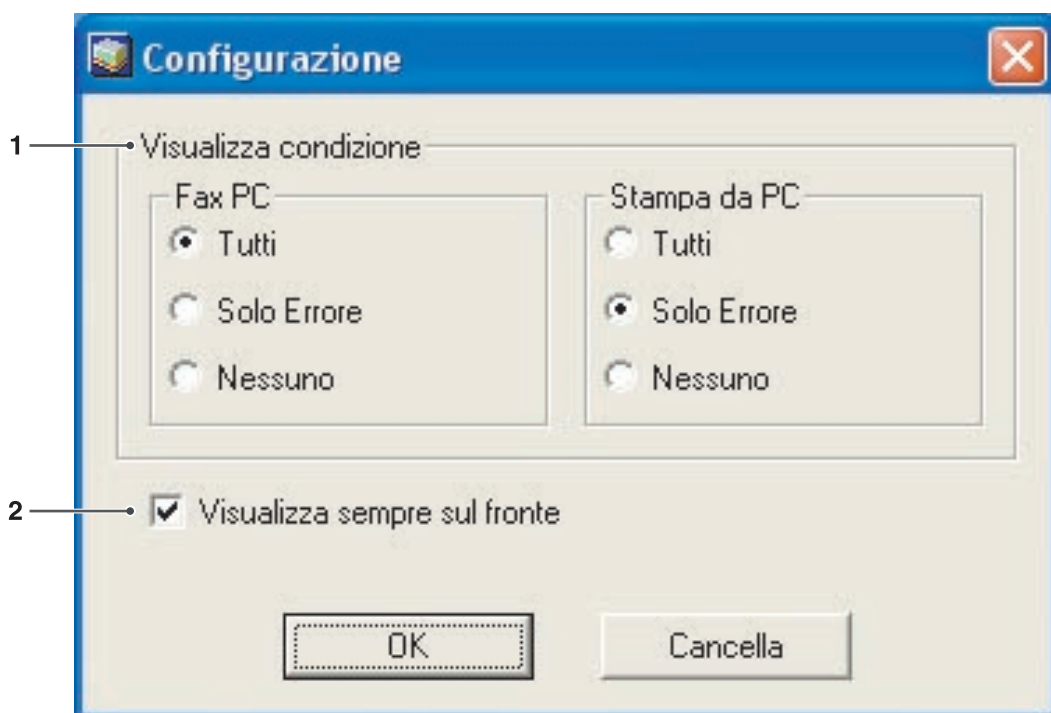 Configurazione
1
Visualizza condizione
Fax PC
Tutti
Solo Errore
Nessuno
Stampa da PC
Tutti
Solo Errore
Nessuno
2
Visualizza sempre sul fronte
OK
Cancella